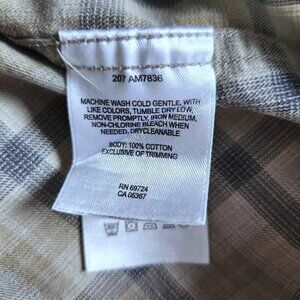 207 AM7836
MACHINE WASH COLD GENTLE, WITH
LIKE COLORS, TUMBLE DRY LOW,
REMOVE PROMPTLY, IRON MEDIUM,
NON-CHLORINE BLEACH WHEN
NEEDED, DRYCLEANABLE
BODY: 100% COTTON
EXCLUSIVE OF TRIMMING
RN 69724
CA 05367